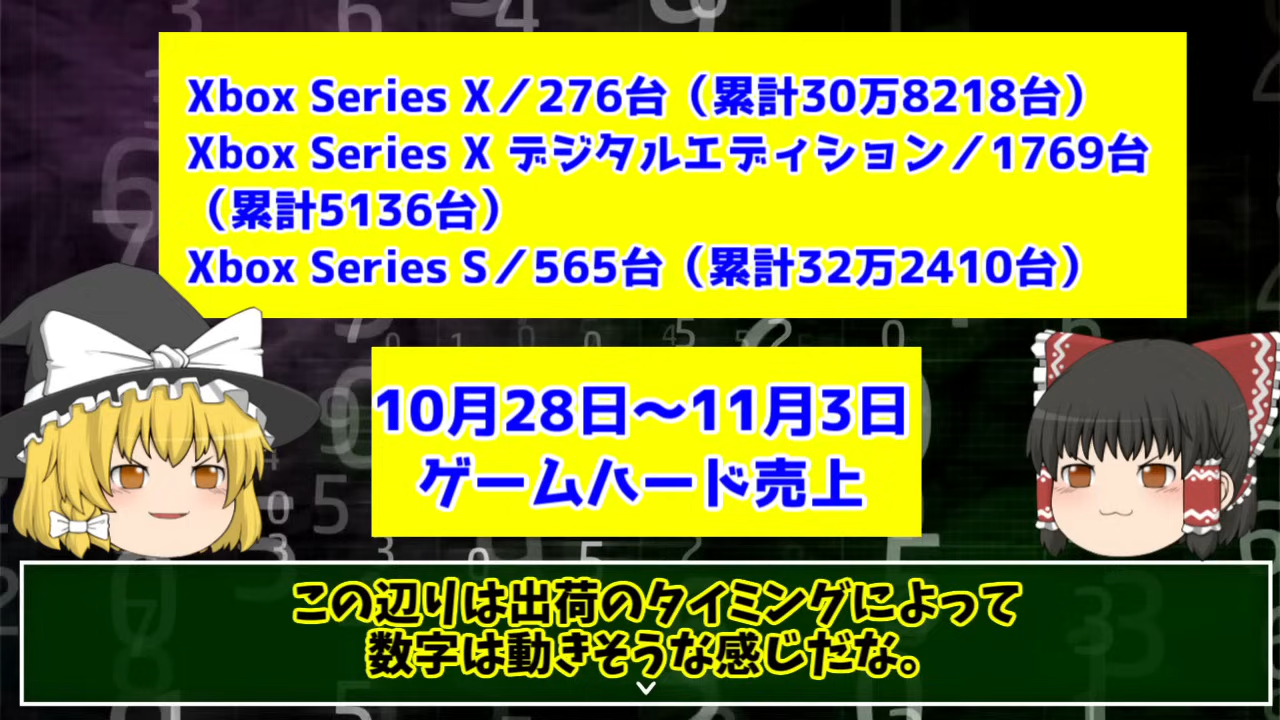 Xbox Series X／276台（累計30万8218台）
Xbox Series X デジタルエディション／1769台
（累計5136台）
Xbox Series S／565台（累計32万2410台）
10月28日～11月3日
ゲームハード売上
この辺りは出荷のタイミングによって
数字は動きそうな感じだな。